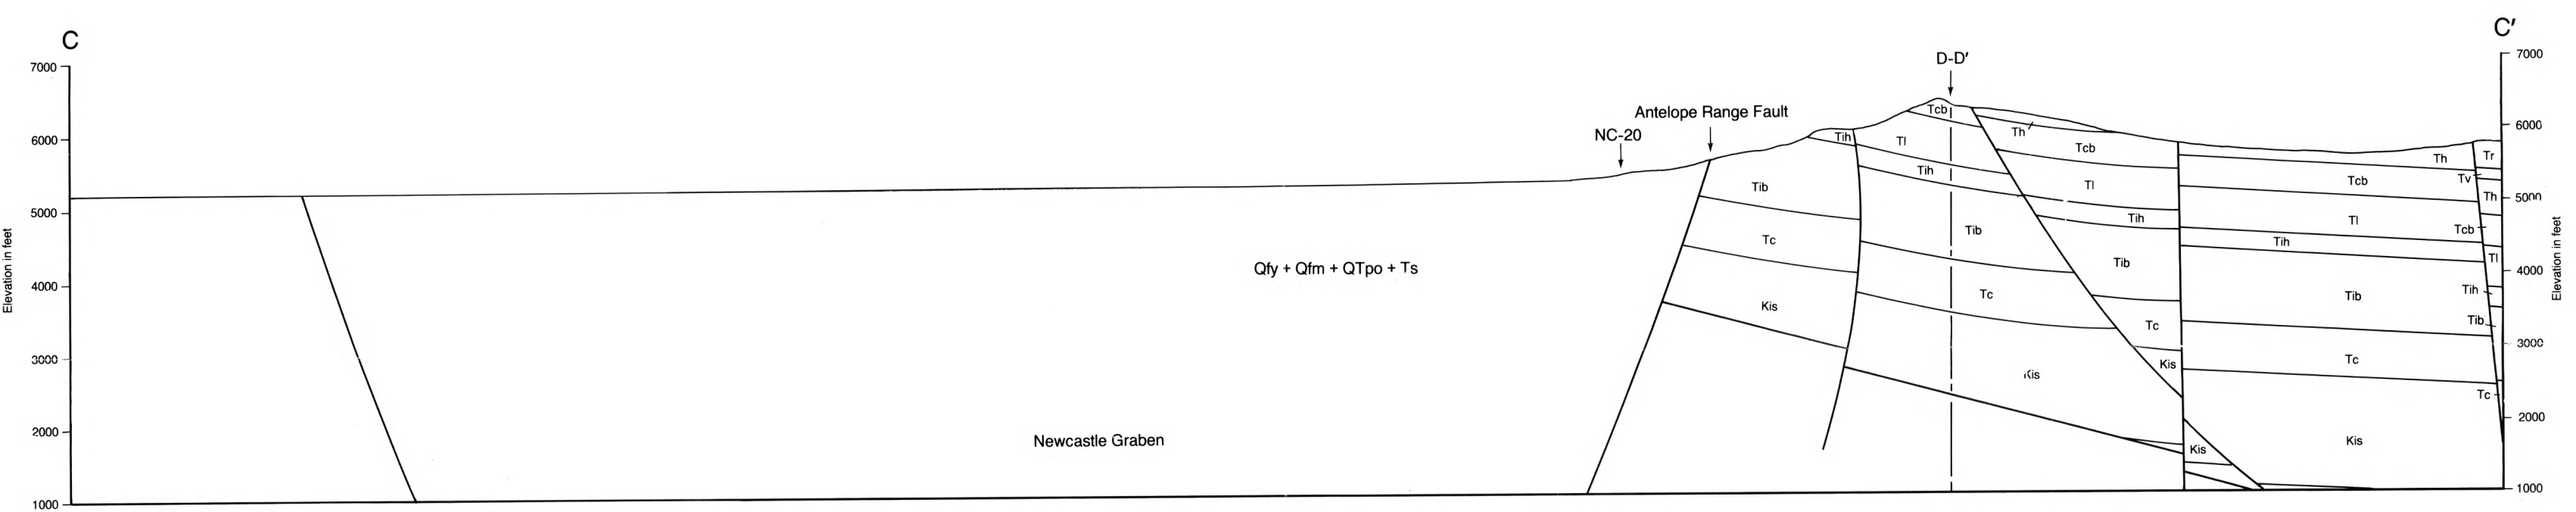 C
C'
7000
6000
5000
4000
3000
2000
1000
Elevation in feet
Qfy + Qfm + QTpo + Ts
Newcastle Graben
NC-20
Antelope Range Fault
D-D'
Tih
Tib
Tc
Kis
Tcb
Tl
Tih
Tib
Tc
Kis
Th
Tcb
Tl
Tih
Tib
Tc
Kis
Kis
Th
Tcb
Tl
Tih
Tib
Tc
Kis
Tr
Tv
Th
Tcb
Tl
Tih
Tib
Tc
7000
6000
5000
4000
3000
2000
1000
Elevation in feet